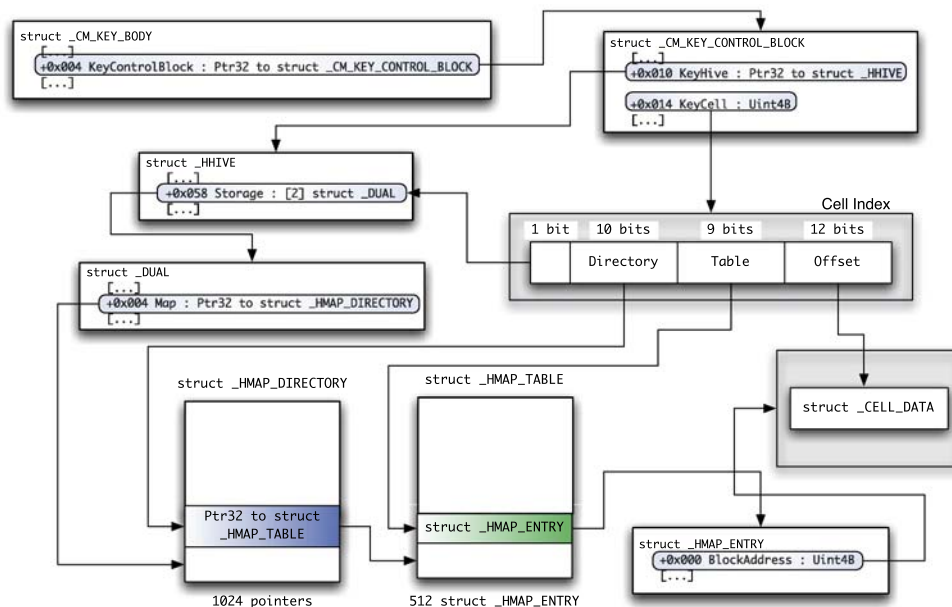 struct _CM_KEY_BODY
[...]
+0x004 KeyControlBlock : Ptr32 to struct _CM_KEY_CONTROL_BLOCK
[...]
struct _CM_KEY_CONTROL_BLOCK
[...]
+0x010 KeyHive : Ptr32 to struct _HHIVE
+0x014 KeyCell : Uint4B
[...]
struct _HHIVE
[...]
+0x058 Storage : [2] struct _DUAL
[...]
Cell Index
1 bit 10 bits 9 bits 12 bits
Directory Table Offset
struct _DUAL
[...]
+0x004 Map : Ptr32 to struct _HMAP_DIRECTORY
[...]
struct _HMAP_DIRECTORY
Ptr32 to struct
_HMAP_TABLE
1024 pointers
struct _HMAP_TABLE
struct _HMAP_ENTRY
512 struct _HMAP_ENTRY
struct _CELL_DATA
struct _HMAP_ENTRY
+0x000 BlockAddress : Uint4B
[...]